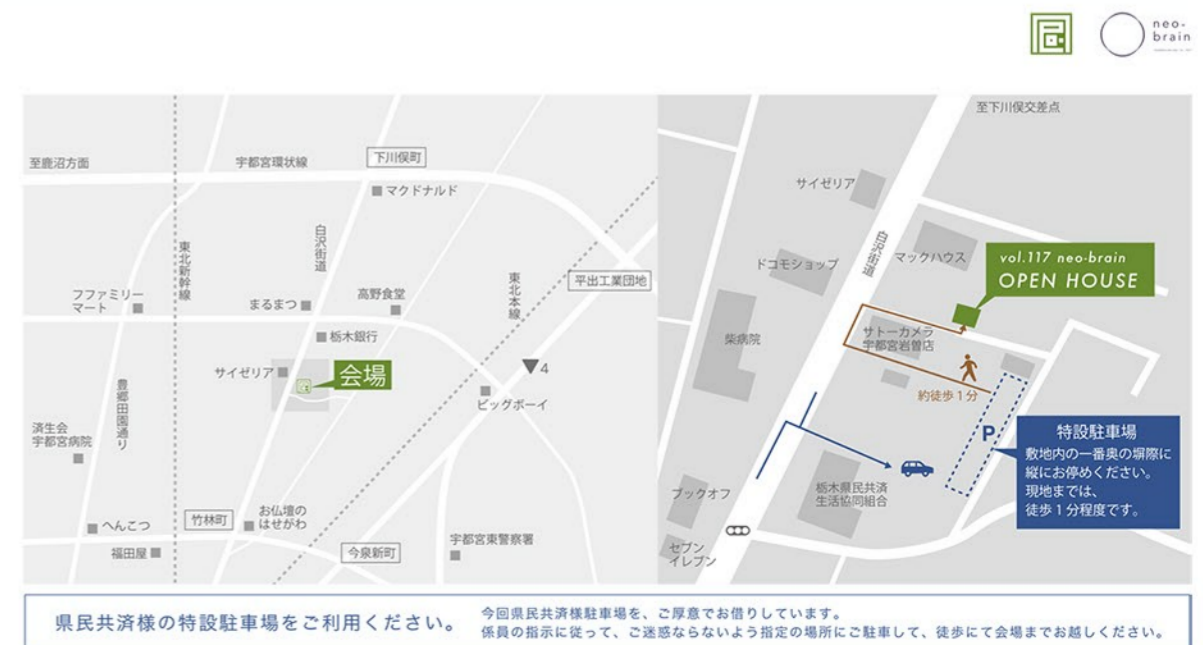 neo-
brain
至鹿沼方面
宇都宮環状線
下川俣町
マクドナルド
白沢街道
東北新幹線
東北本線
平出工業団地
フファミリー
マート
まるまつ
高野食堂
栃木銀行
サイゼリア
会場
4
ビッグボーイ
豊郷田園通り
済生会
宇都宮病院
へんこつ
竹林町
お仏壇の
はせがわ
福田屋
今泉新町
宇都宮東警察署
至下川俣交差点
サイゼリア
白沢街道
マックハウス
ドコモショップ
vol.117 neo-brain
OPEN HOUSE
柴病院
サトーカメラ
宇都宮岩曽店
約徒歩1分
P
特設駐車場
敷地内の一番奥の塀際に
縦にお停めください。
現地までは、
徒歩1分程度です。
ブックオフ
栃木県民共済
生活協同組合
セブン
イレブン
県民共済様の特設駐車場をご利用ください。
今回県民共済様駐車場を、ご厚意でお借りしています。
係員の指示に従って、ご迷惑ならないよう指定の場所にご駐車して、徒歩にて会場までお越しください。